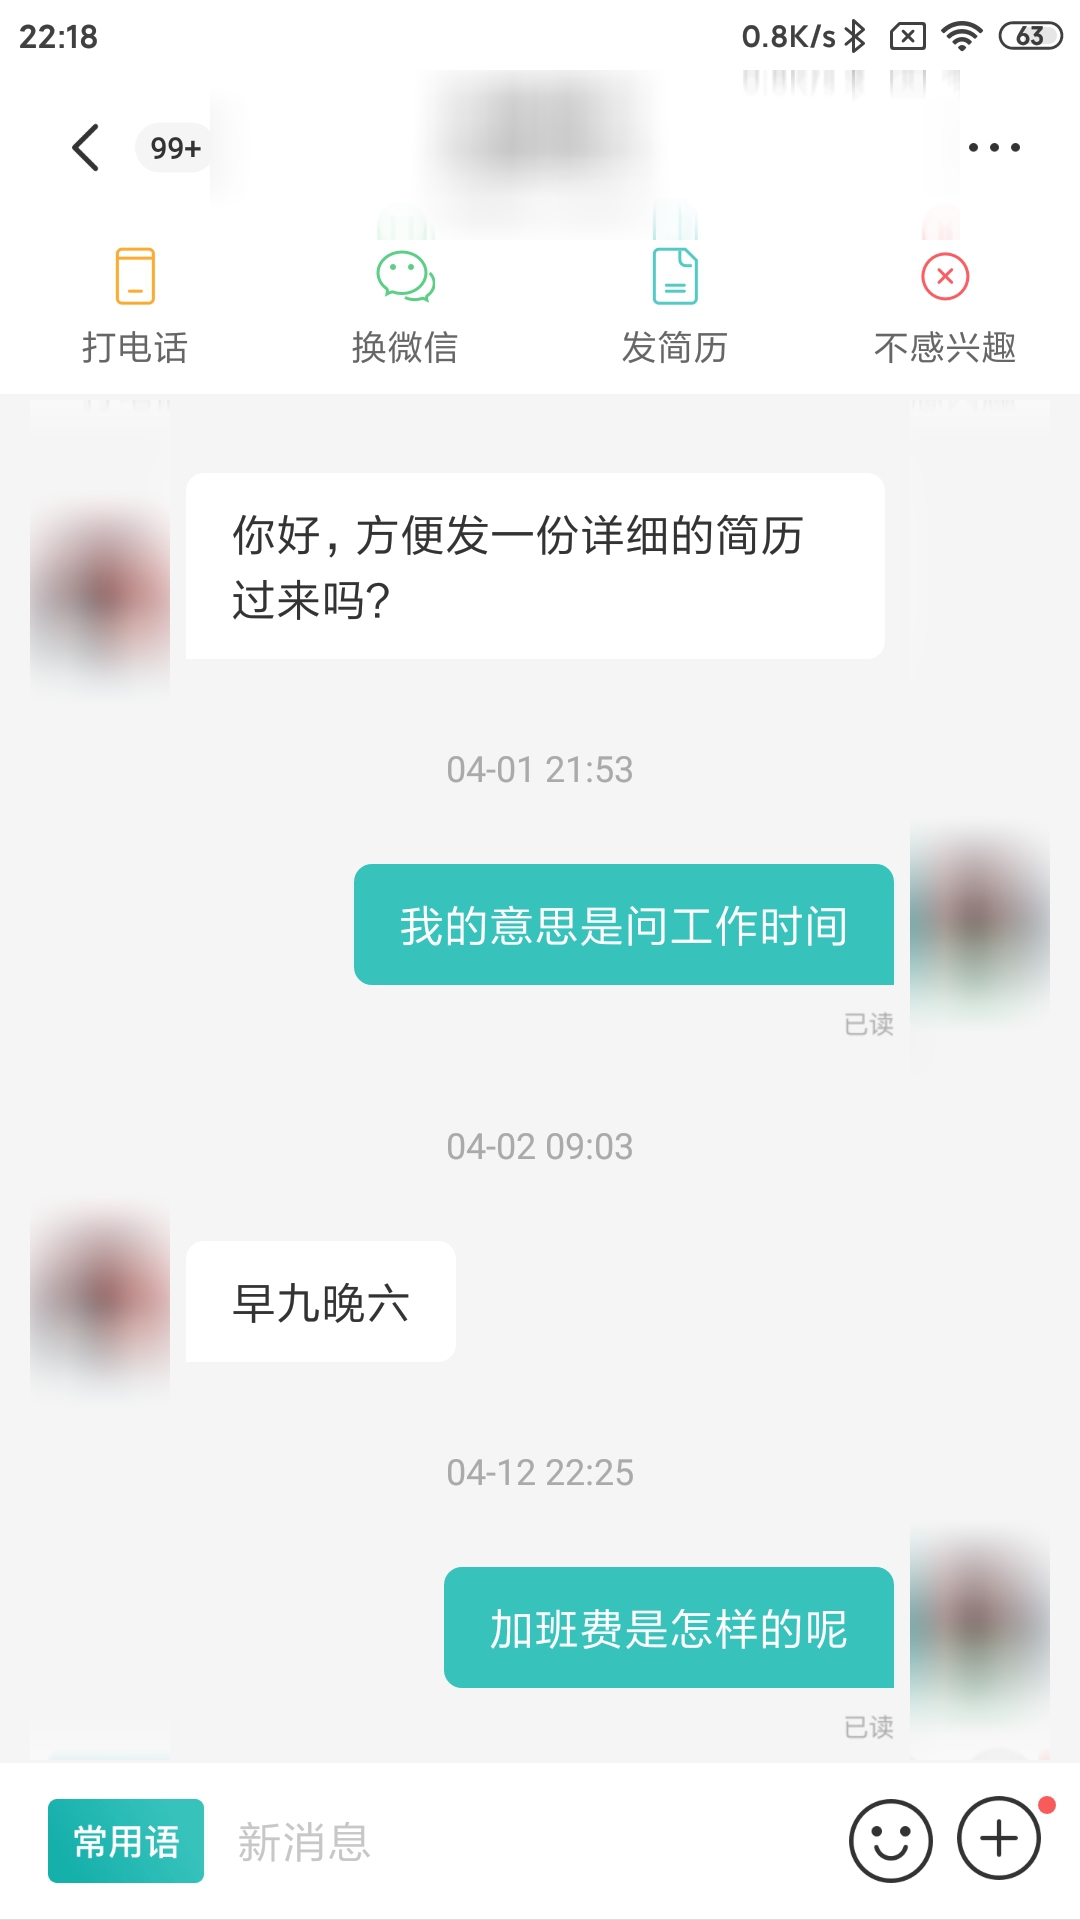 22:18
0.8K/s
63
99+
打电话
换微信
发简历
不感兴趣
你好，方便发一份详细的简历
过来吗？
04-01 21:53
我的意思是问工作时间
已读
04-02 09:03
早九晚六
04-12 22:25
加班费是怎样的呢
已读
常用语
新消息